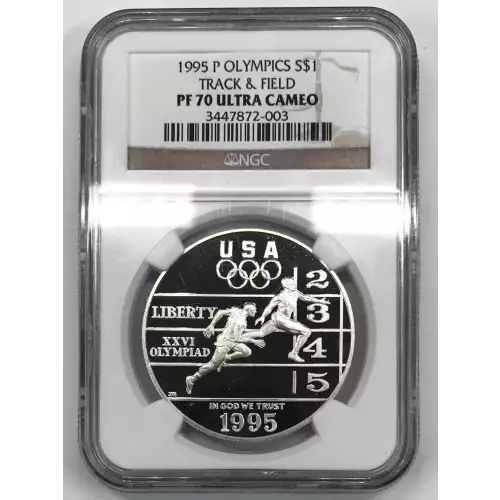 1995 P OLYMPICS S$1
TRACK & FIELD
PF 70 ULTRA CAMEO
3447872-003
NGC
USA
2
LIBERTY 3
XXVI 4
OLYMPIAD
5
JM
IN GOD WE TRUST
1995